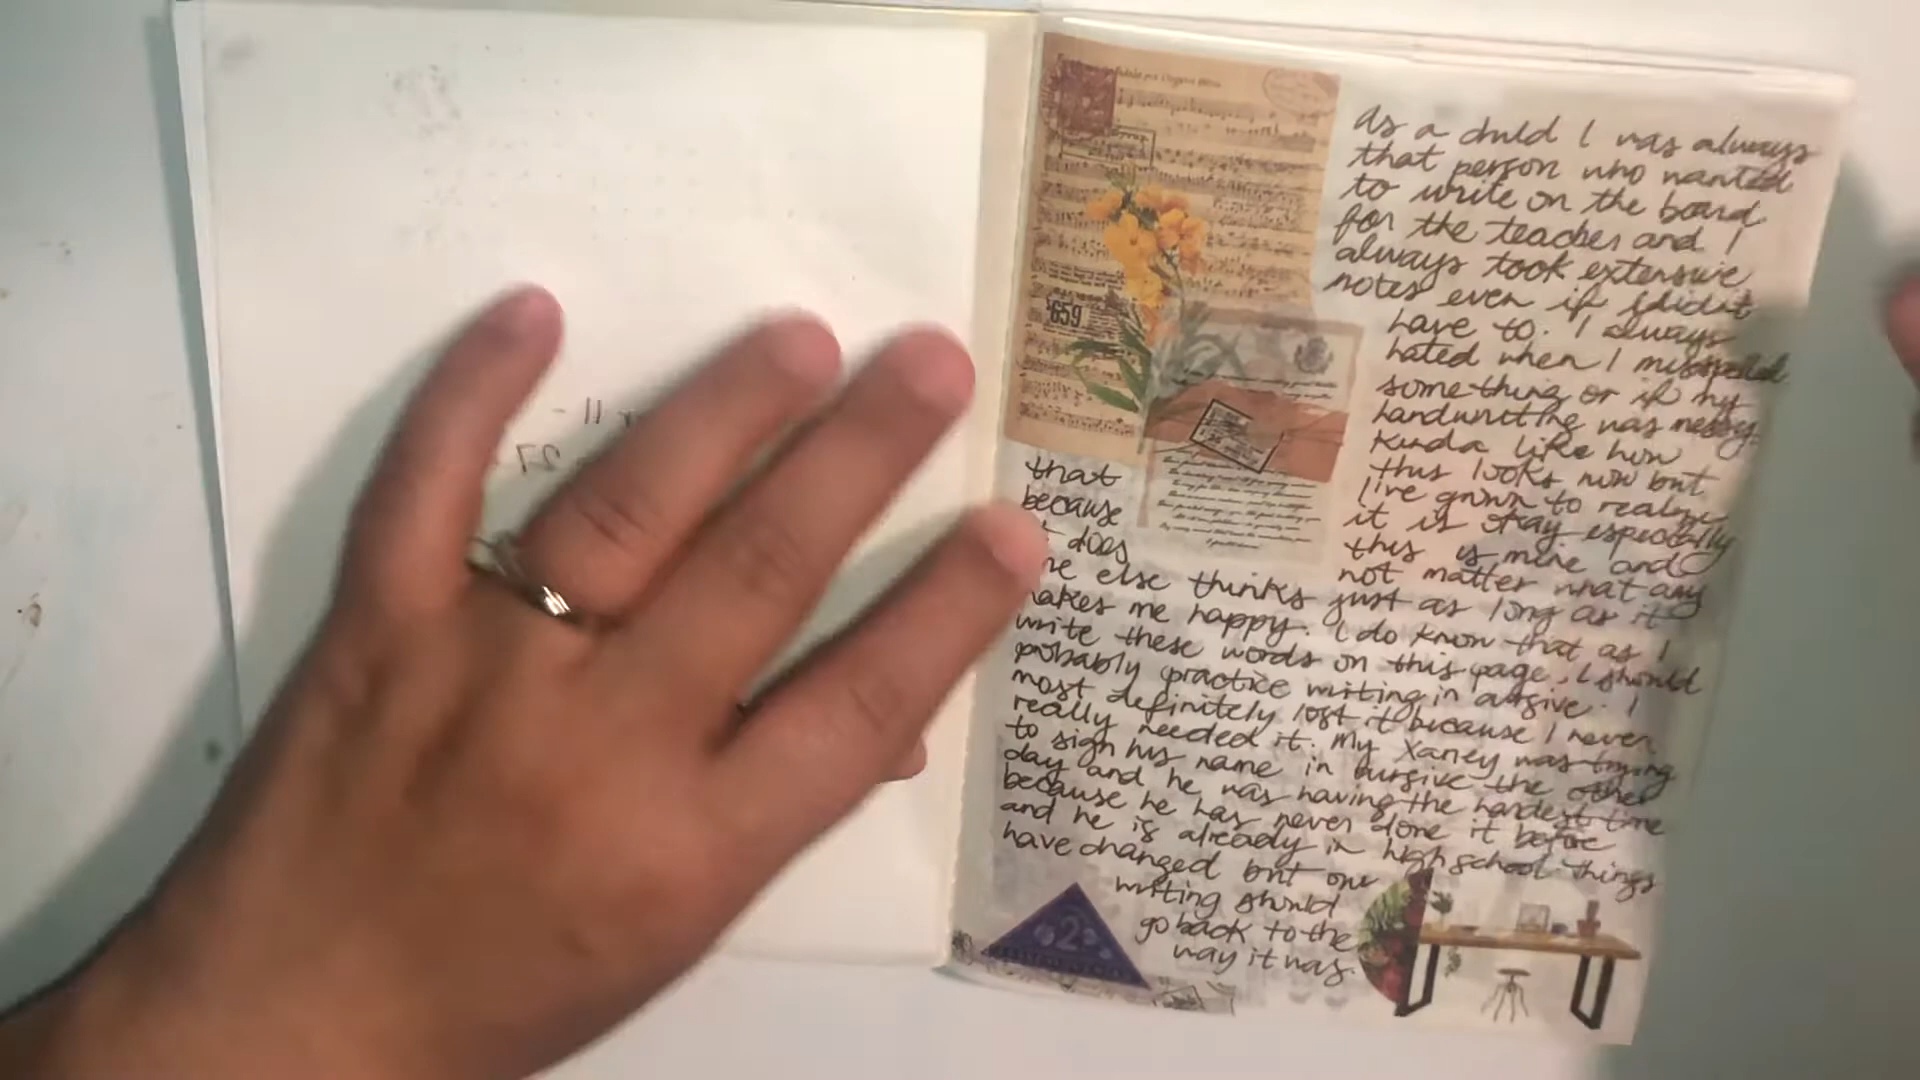 as a child I was always
that person who wanted
to write on the board
for the teacher and I
always took extensive
notes even if I didnt
have to. I always
hated when I misspelled
something or if my
handwritting was messy
kinda like how
this looks now but
I've grown to realize
that it is okay especially
because this is mine and
does not matter what any
else thinks just as long as it
me happy. I do know that as I
write these words on this page, I should
probably practice writing in cursive. I
most definitely lost it because I never
really needed it. My Xaney was trying
to sign his name in cursive the other
day and he was having the hardest time
because he has never done it before
and he is already in high school. things
have changed but one
writing should
go back to the
way it was.
659
2
11 -
27